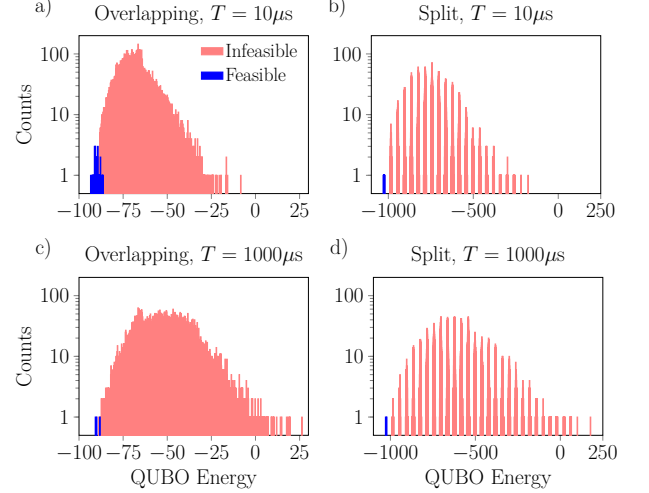 a) Overlapping, T = 10μs
b) Split, T = 10μs
Infeasible
Feasible
Counts
100
10
1
−100 −75 −50 −25 0 25
100
10
1
−1000 −500 0 250
c) Overlapping, T = 1000μs
d) Split, T = 1000μs
Counts
100
10
1
−100 −75 −50 −25 0 25
QUBO Energy
100
10
1
−1000 −500 0 250
QUBO Energy